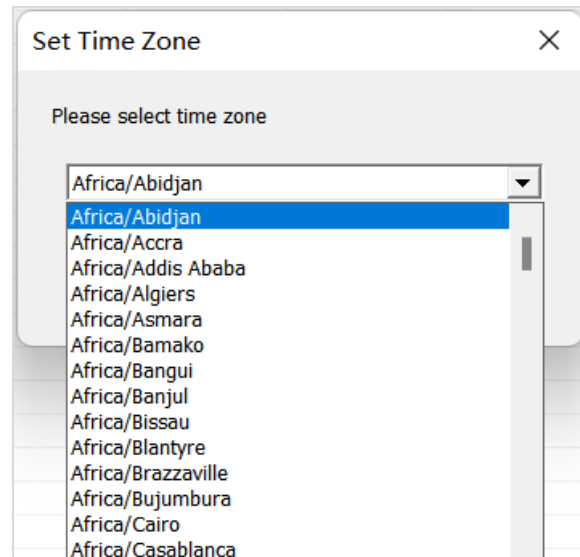 Set Time Zone
Please select time zone
Africa/Abidjan
Africa/Abidjan
Africa/Accra
Africa/Addis Ababa
Africa/Algiers
Africa/Asmara
Africa/Bamako
Africa/Bangui
Africa/Banjul
Africa/Bissau
Africa/Blantyre
Africa/Brazzaville
Africa/Bujumbura
Africa/Cairo
Africa/Casablanca